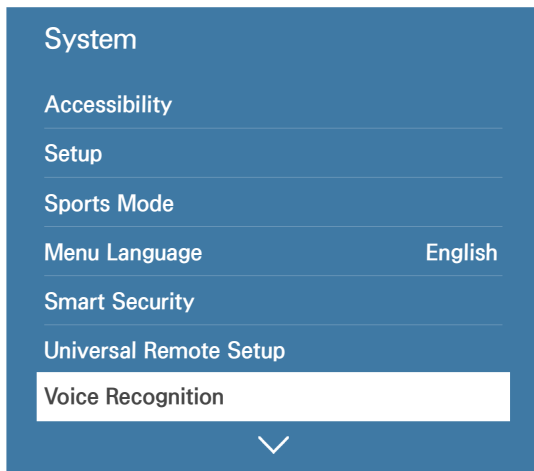 System
Accessibility
Setup
Sports Mode
Menu Language English
Smart Security
Universal Remote Setup
Voice Recognition